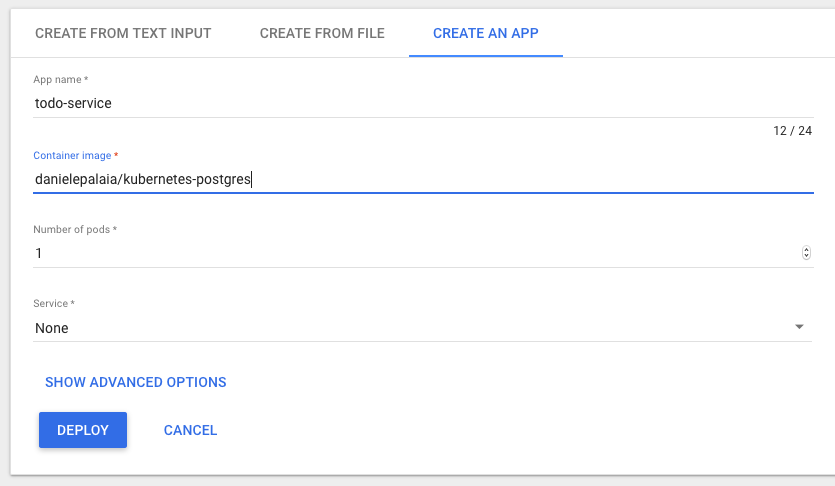 CREATE FROM TEXT INPUT CREATE FROM FILE CREATE AN APP
App name *
todo-service
12 / 24
Container image *
danielepalaia/kubernetes-postgres
Number of pods *
1
Service *
None
SHOW ADVANCED OPTIONS
DEPLOY CANCEL